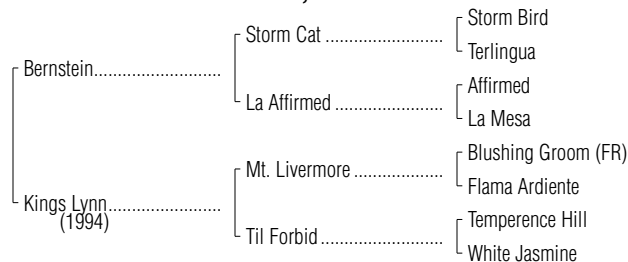 Storm Bird
Storm Cat ........................
Terlingua
Bernstein..........................
Affirmed
La Affirmed ......................
La Mesa
Blushing Groom (FR)
Mt. Livermore ..................
Flama Ardiente
Kings Lynn.......................
(1994)
Temperence Hill
Til Forbid .........................
White Jasmine